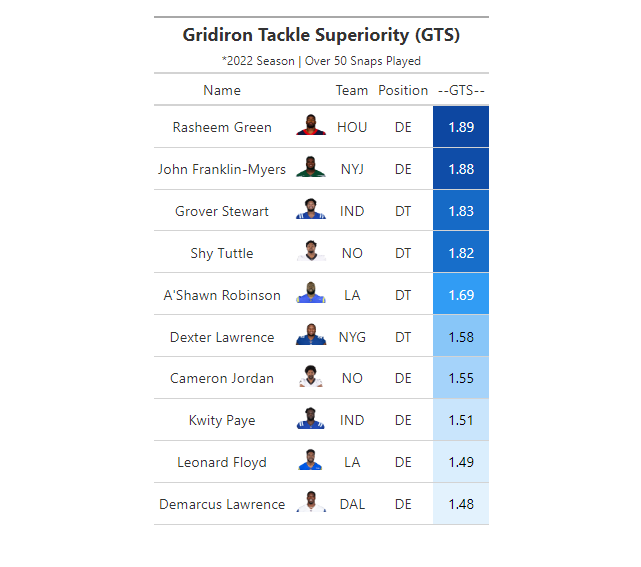 Gridiron Tackle Superiority (GTS)
*2022 Season | Over 50 Snaps Played
Name Team Position --GTS--
Rasheem Green HOU DE 1.89
John Franklin-Myers NYJ DE 1.88
Grover Stewart IND DT 1.83
Shy Tuttle NO DT 1.82
A'Shawn Robinson LA DT 1.69
Dexter Lawrence NYG DT 1.58
Cameron Jordan NO DE 1.55
Kwity Paye IND DE 1.51
Leonard Floyd LA DE 1.49
Demarcus Lawrence DAL DE 1.48